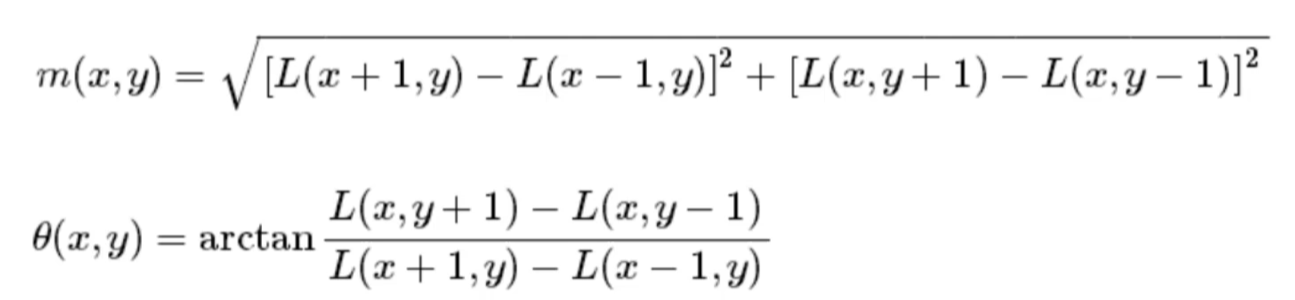 m(x,y) = √([L(x + 1,y) − L(x − 1,y)]² + [L(x,y + 1) − L(x,y − 1)]²)
θ(x,y) = arctan (L(x,y + 1) − L(x,y − 1)) / (L(x + 1,y) − L(x − 1,y))